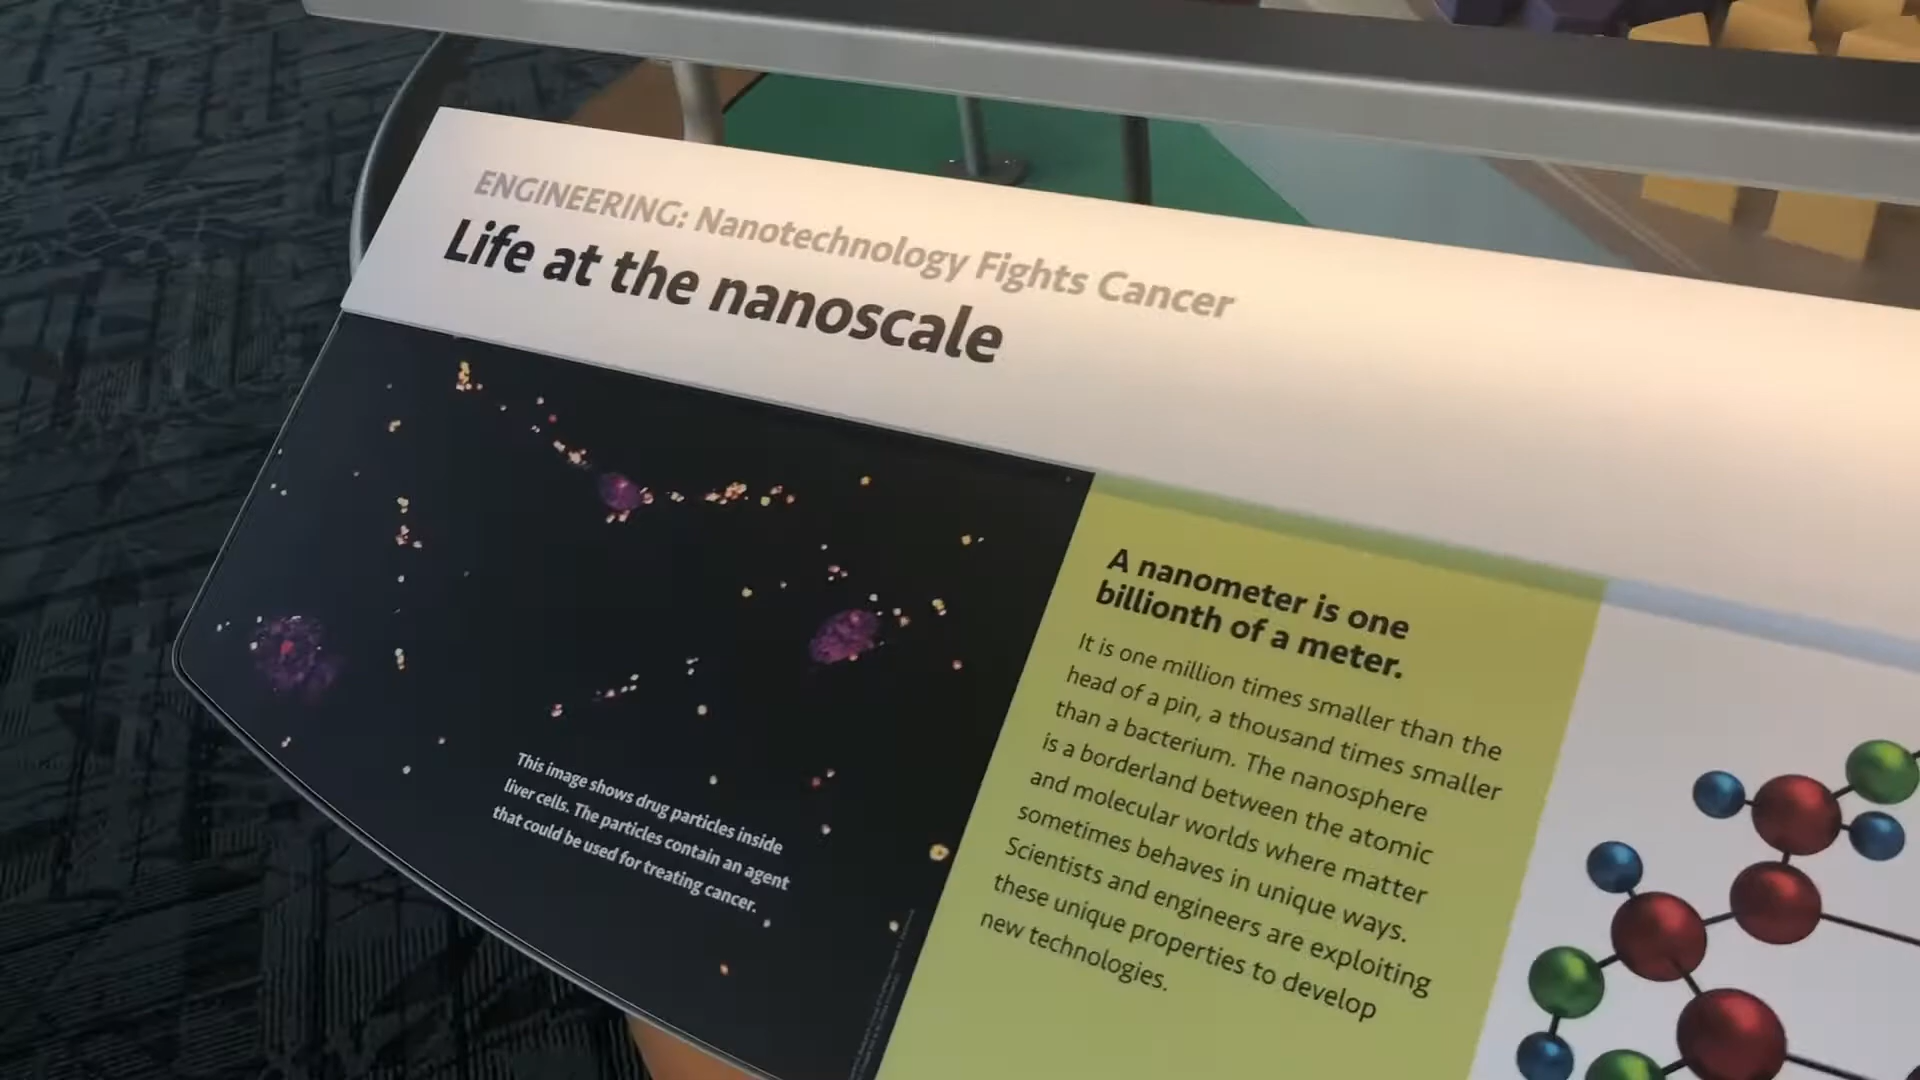 ENGINEERING: Nanotechnology Fights Cancer
Life at the nanoscale
This image shows drug particles inside
liver cells. The particles contain an agent
that could be used for treating cancer.
A nanometer is one
billionth of a meter.
It is one million times smaller than the
head of a pin, a thousand times smaller
than a bacterium. The nanosphere
is a borderland between the atomic
and molecular worlds where matter
sometimes behaves in unique ways.
Scientists and engineers are exploiting
these unique properties to develop
new technologies.